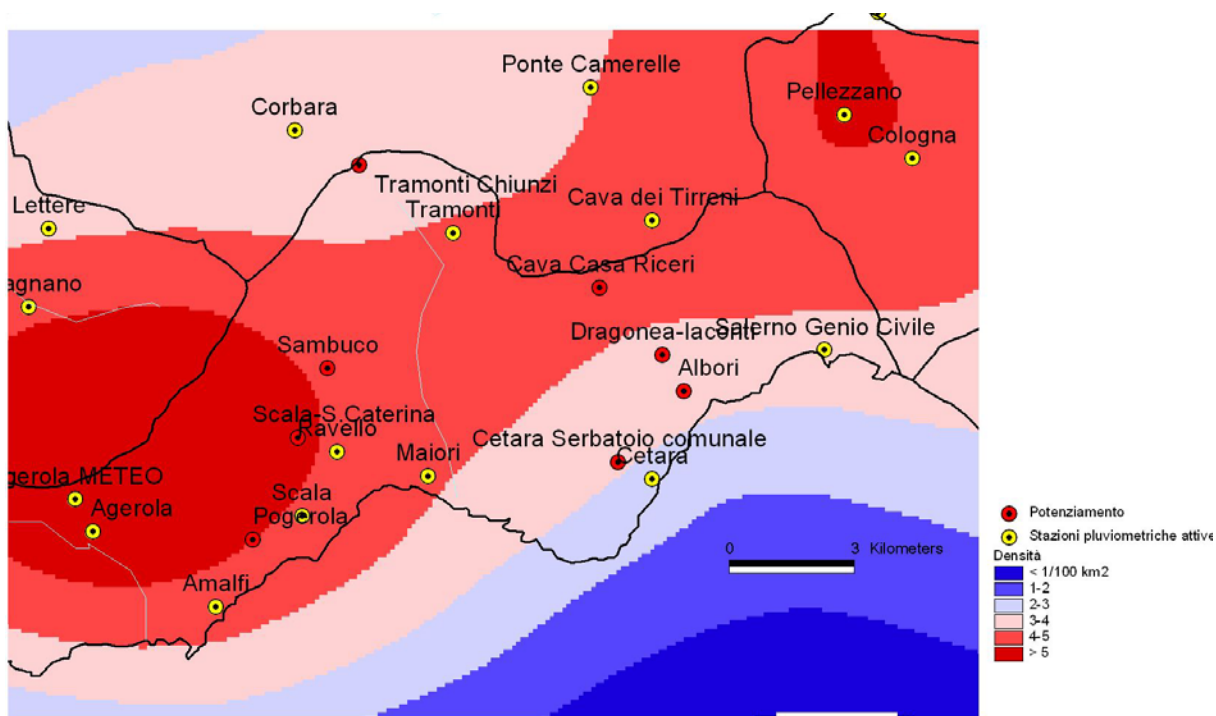 Ponte Camerelle
Pellezzano
Corbara
Cologna
Tramonti Chiunzi
Cava dei Tirreni
Lettere
Tramonti
Cava Casa Riceri
agnano
Salerno Genio Civile
Dragonea-Iaconti
Sambuco
Albori
Scala-S.Caterina
Ravello
Cetara Serbatoio comunale
Maiori
Cetara
gerola METEO
Scala
Agerola
Pogerola
Amalfi
0 3 Kilometers
Potenziamento
Stazioni pluviometriche attive
Densità
< 1/100 km2
1-2
2-3
3-4
4-5
> 5